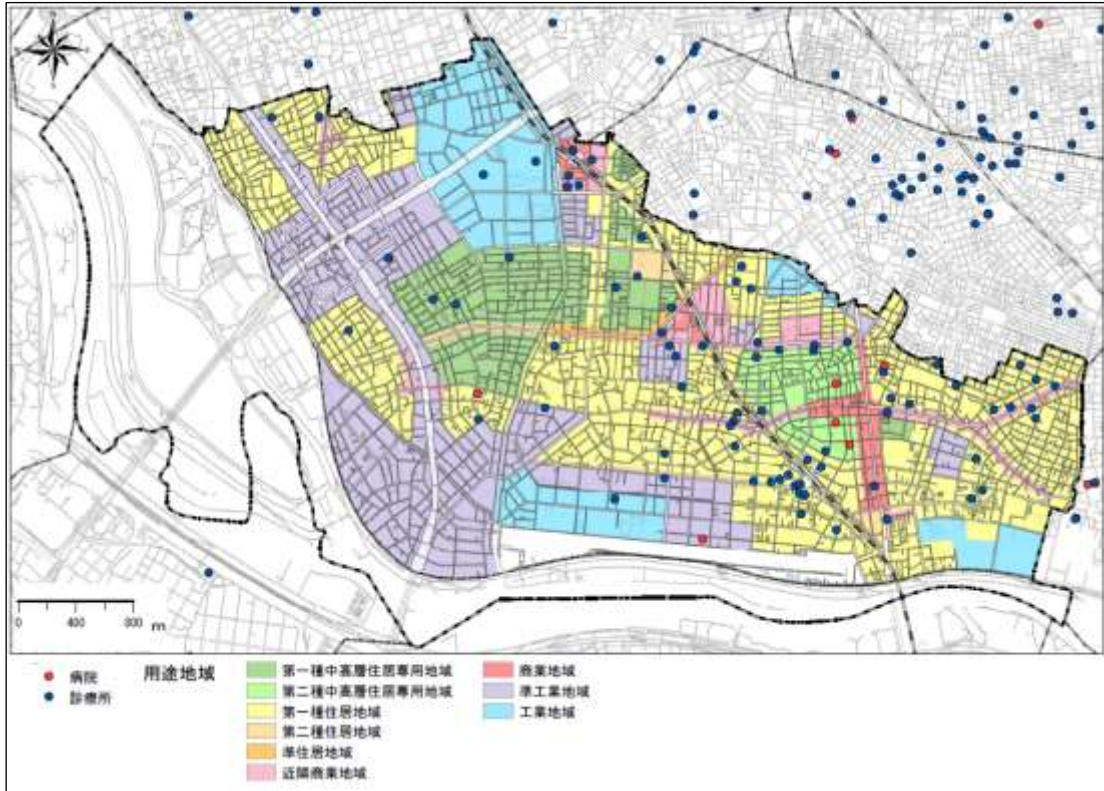 0 400 800 m
病院
診療所
用途地域
第一種中高層住居専用地域
第二種中高層住居専用地域
第一種住居地域
第二種住居地域
準住居地域
近隣商業地域
商業地域
準工業地域
工業地域